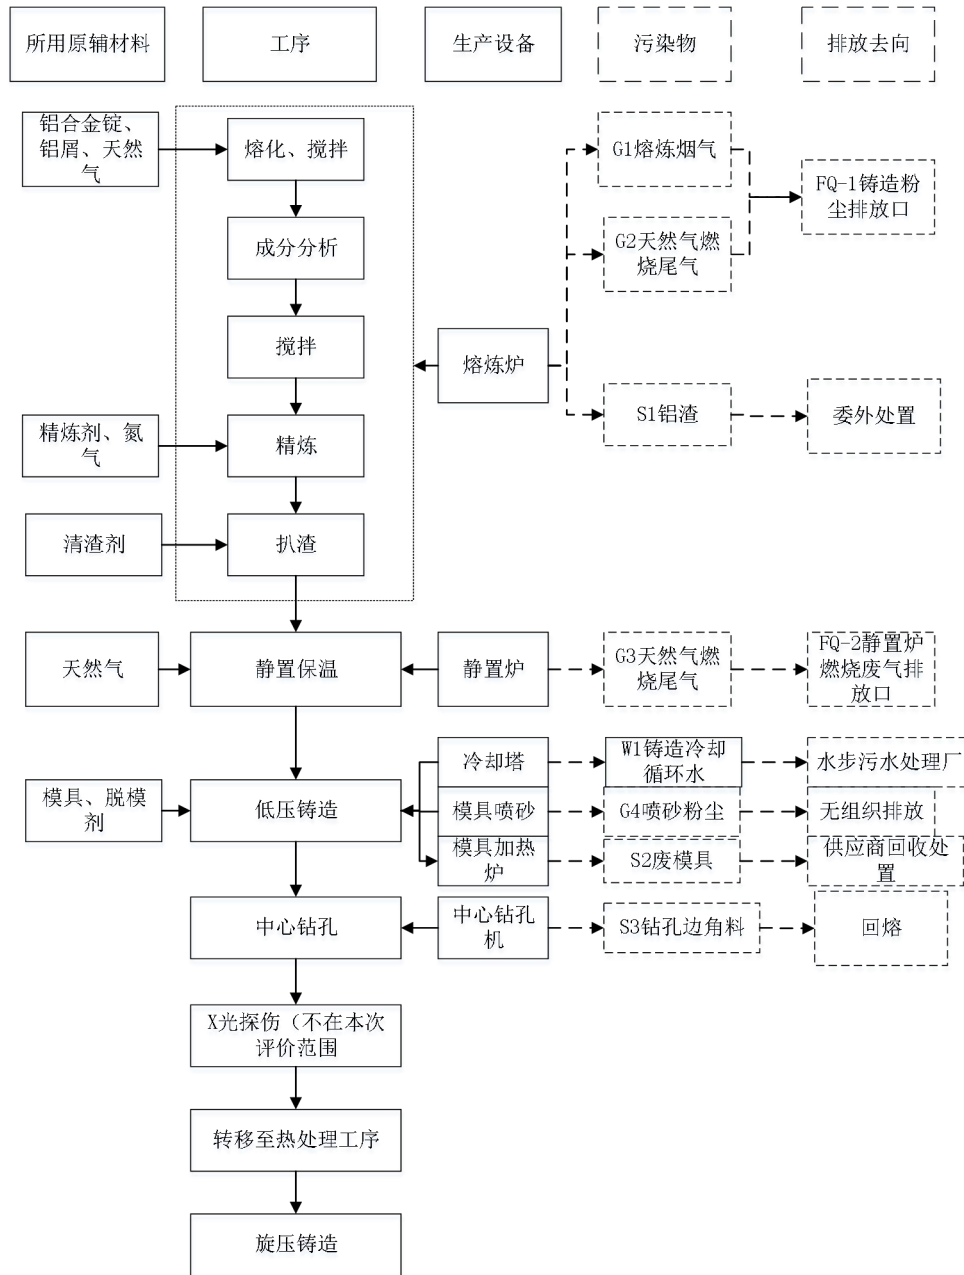 所用原辅材料
工序
生产设备
污染物
排放去向
铝合金锭、
铝屑、天然
气
熔化、搅拌
G1熔炼烟气
FQ-1铸造粉
尘排放口
成分分析
G2天然气燃
烧尾气
搅拌
熔炼炉
精炼剂、氮
气
精炼
S1铝渣
委外处置
清渣剂
扒渣
天然气
静置保温
静置炉
G3天然气燃
烧尾气
FQ-2静置炉
燃烧废气排
放口
冷却塔
W1铸造冷却
循环水
水步污水处理厂
模具、脱模
剂
低压铸造
模具喷砂
G4喷砂粉尘
无组织排放
模具加热
炉
S2废模具
供应商回收处
置
中心钻孔
中心钻孔
机
S3钻孔边角料
回熔
X光探伤（不在本次
评价范围
转移至热处理工序
旋压铸造